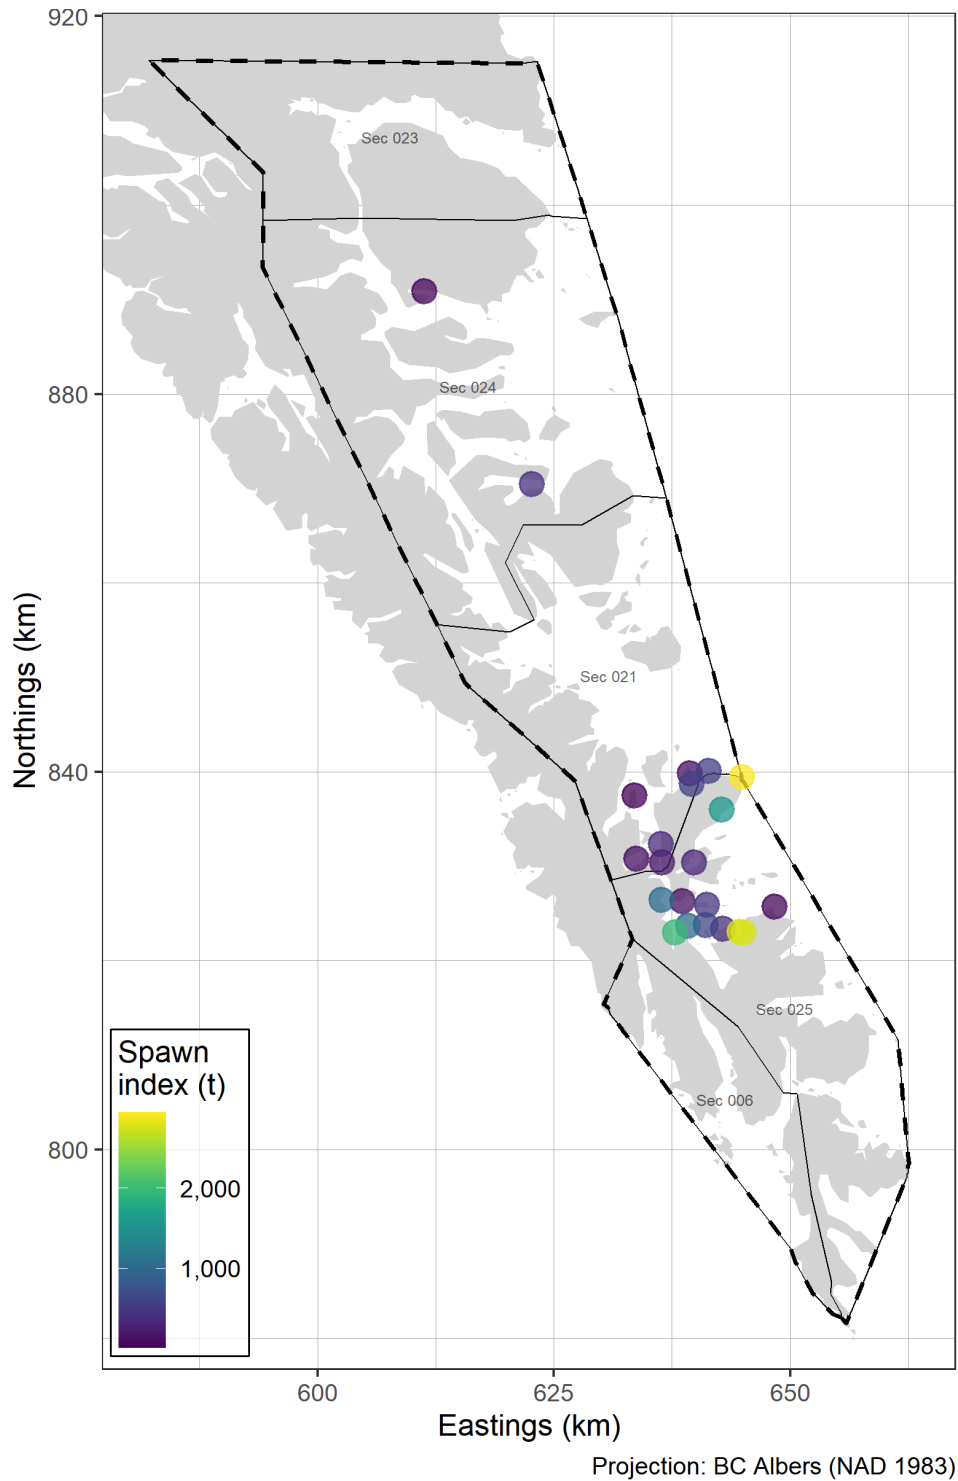 920
880
840
800
Northings (km)
Sec 023
Sec 024
Sec 021
Sec 025
Sec 006
Spawn
index (t)
2,000
1,000
600
625
650
Eastings (km)
Projection: BC Albers (NAD 1983)